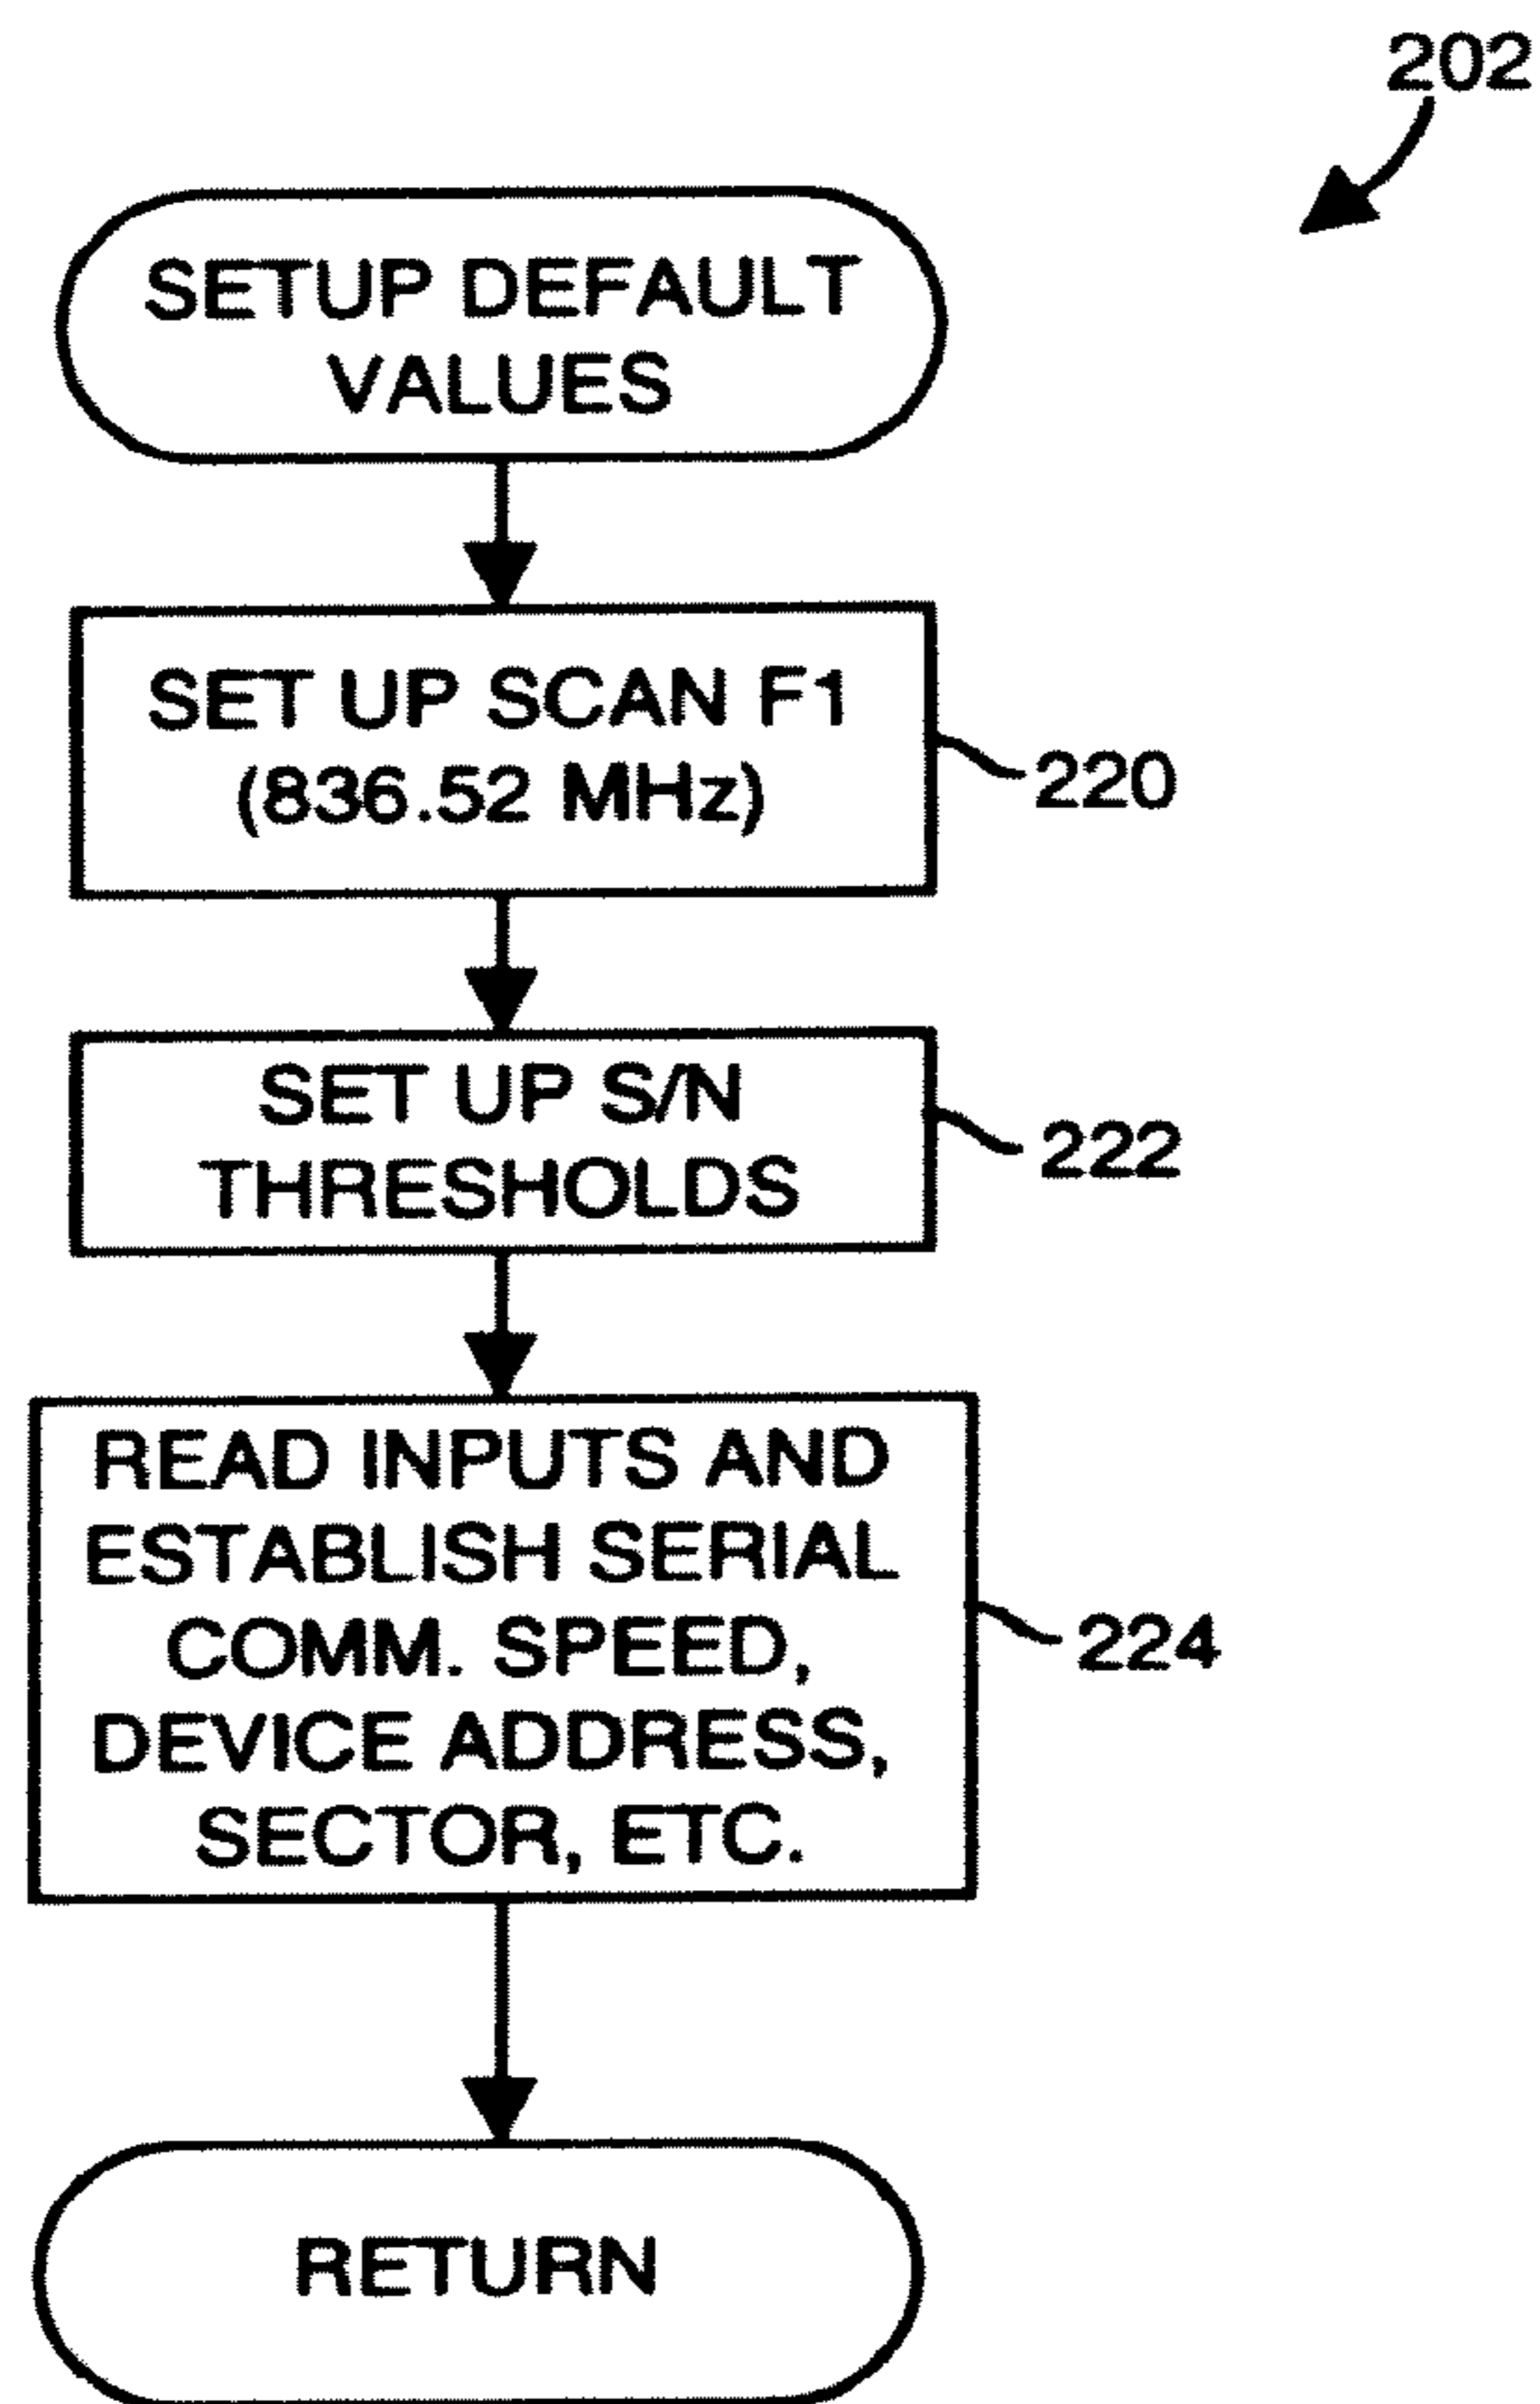 202
SETUP DEFAULT
VALUES
SET UP SCAN F1
(836.52 MHz)
220
SET UP S/N
THRESHOLDS
222
READ INPUTS AND
ESTABLISH SERIAL
COMM. SPEED,
DEVICE ADDRESS,
SECTOR, ETC.
224
RETURN